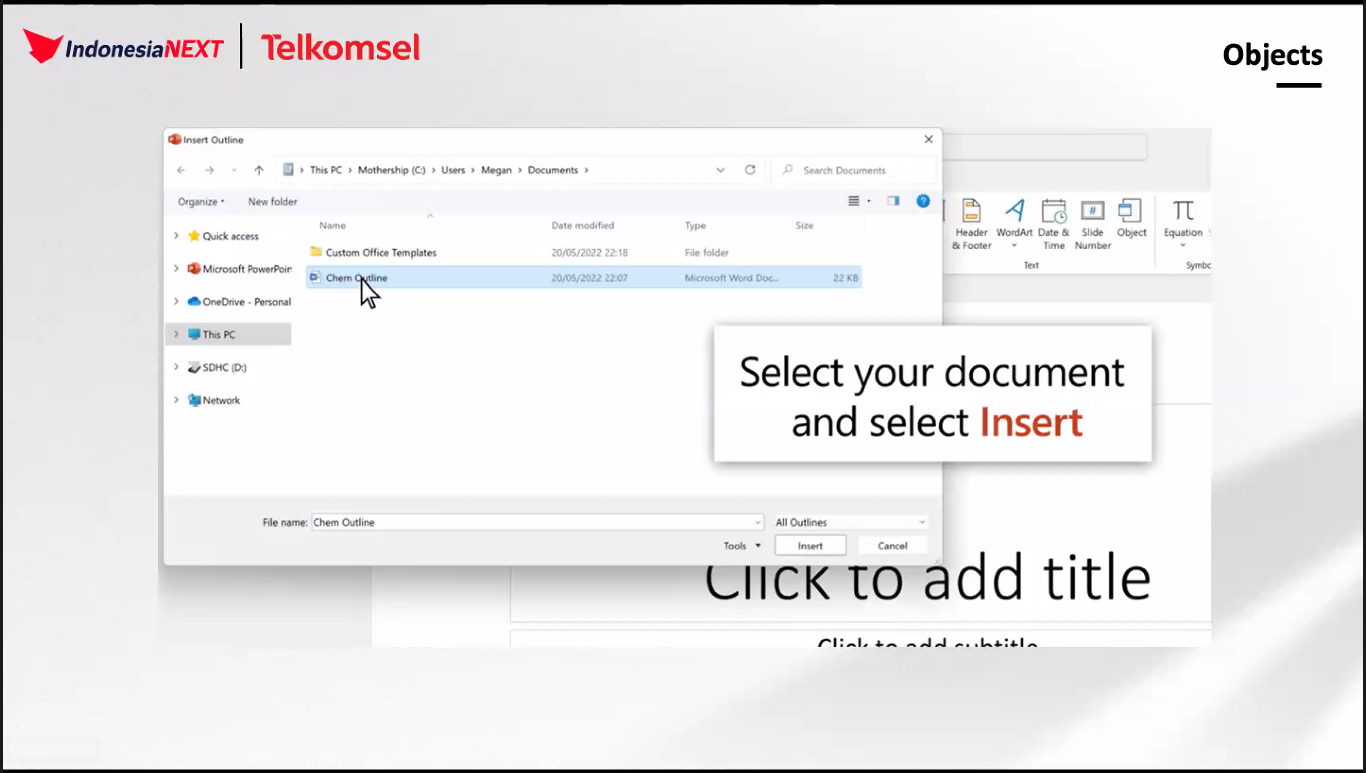 IndonesiaNEXT Telkomsel
Objects
Insert Outline
This PC Mothership (C:) Users Megan Documents
Search Documents
Organize New folder
Name Date modified Type Size
Quick access
Microsoft PowerPoin
OneDrive - Personal
This PC
SDHC (D:)
Network
Custom Office Templates 20/05/2022 22:18 File folder
Chem Outline 20/05/2022 22:07 Microsoft Word Doc... 22 KB
Header
& Footer
WordArt
Date &
Time
Slide
Number
Object
Equation
Text
Symbo
Select your document
and select Insert
File name: Chem Outline All Outlines
Tools Insert Cancel
Click to add title
Click to add subtitle